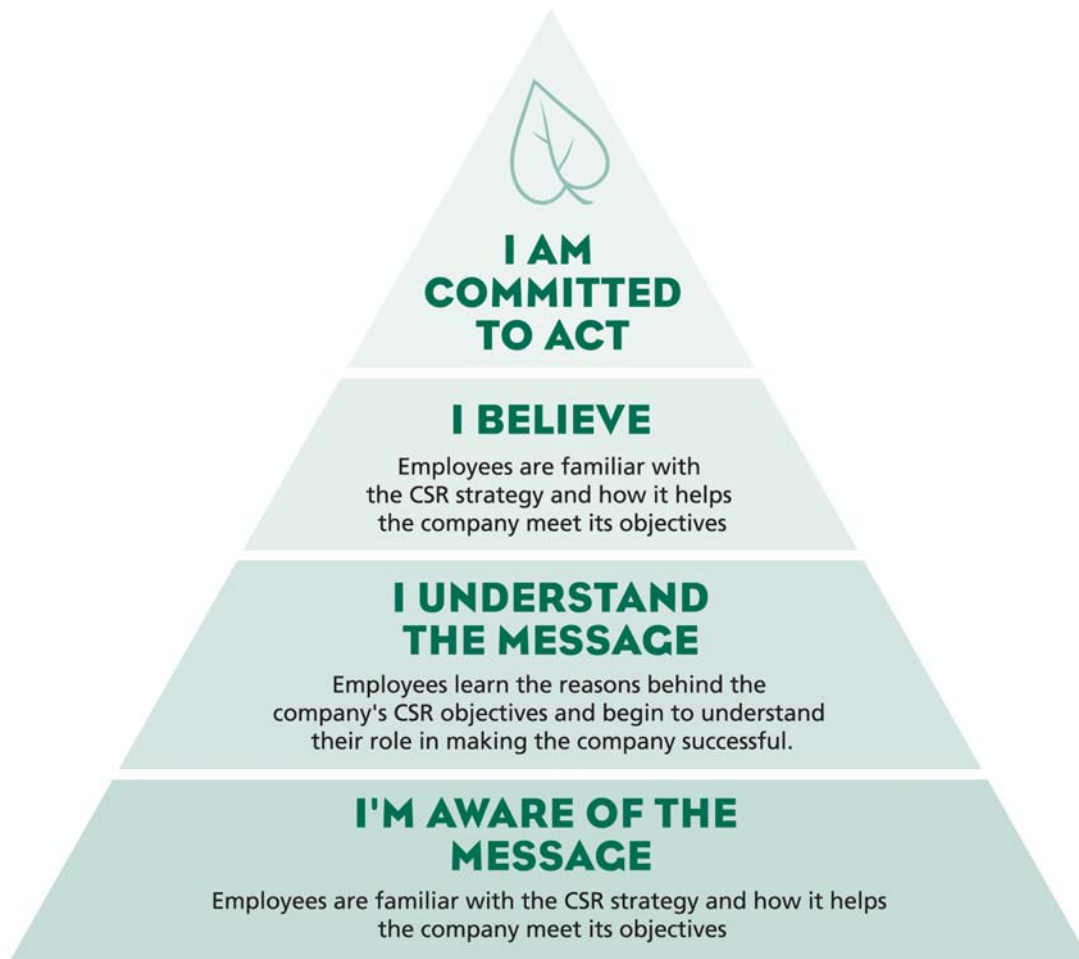 I AM
COMMITTED
TO ACT
I BELIEVE
Employees are familiar with
the CSR strategy and how it helps
the company meet its objectives
I UNDERSTAND
THE MESSAGE
Employees learn the reasons behind the
company's CSR objectives and begin to understand
their role in making the company successful.
I'M AWARE OF THE
MESSAGE
Employees are familiar with the CSR strategy and how it helps
the company meet its objectives